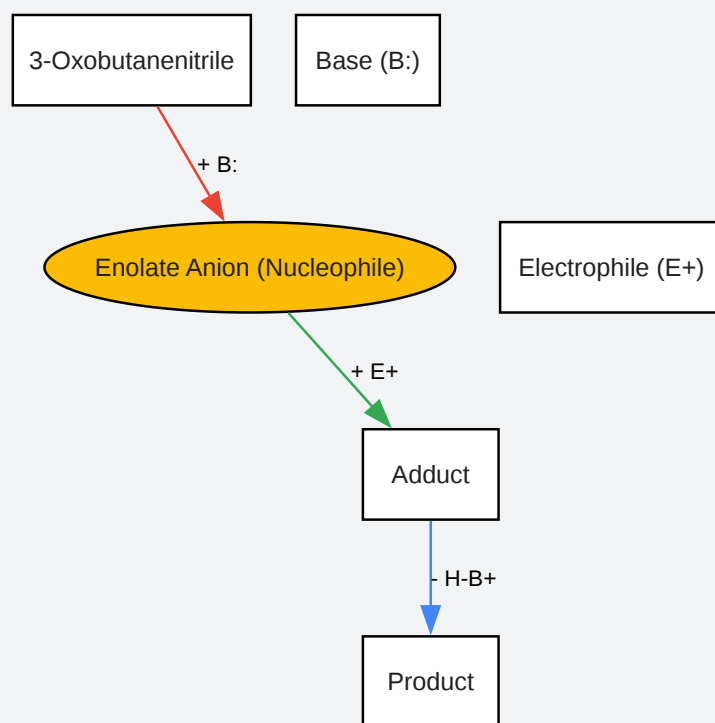 3-Oxobutanenitrile
Base (B:)
+ B:
Enolate Anion (Nucleophile)
Electrophile (E+)
+ E+
Adduct
- H-B+
Product